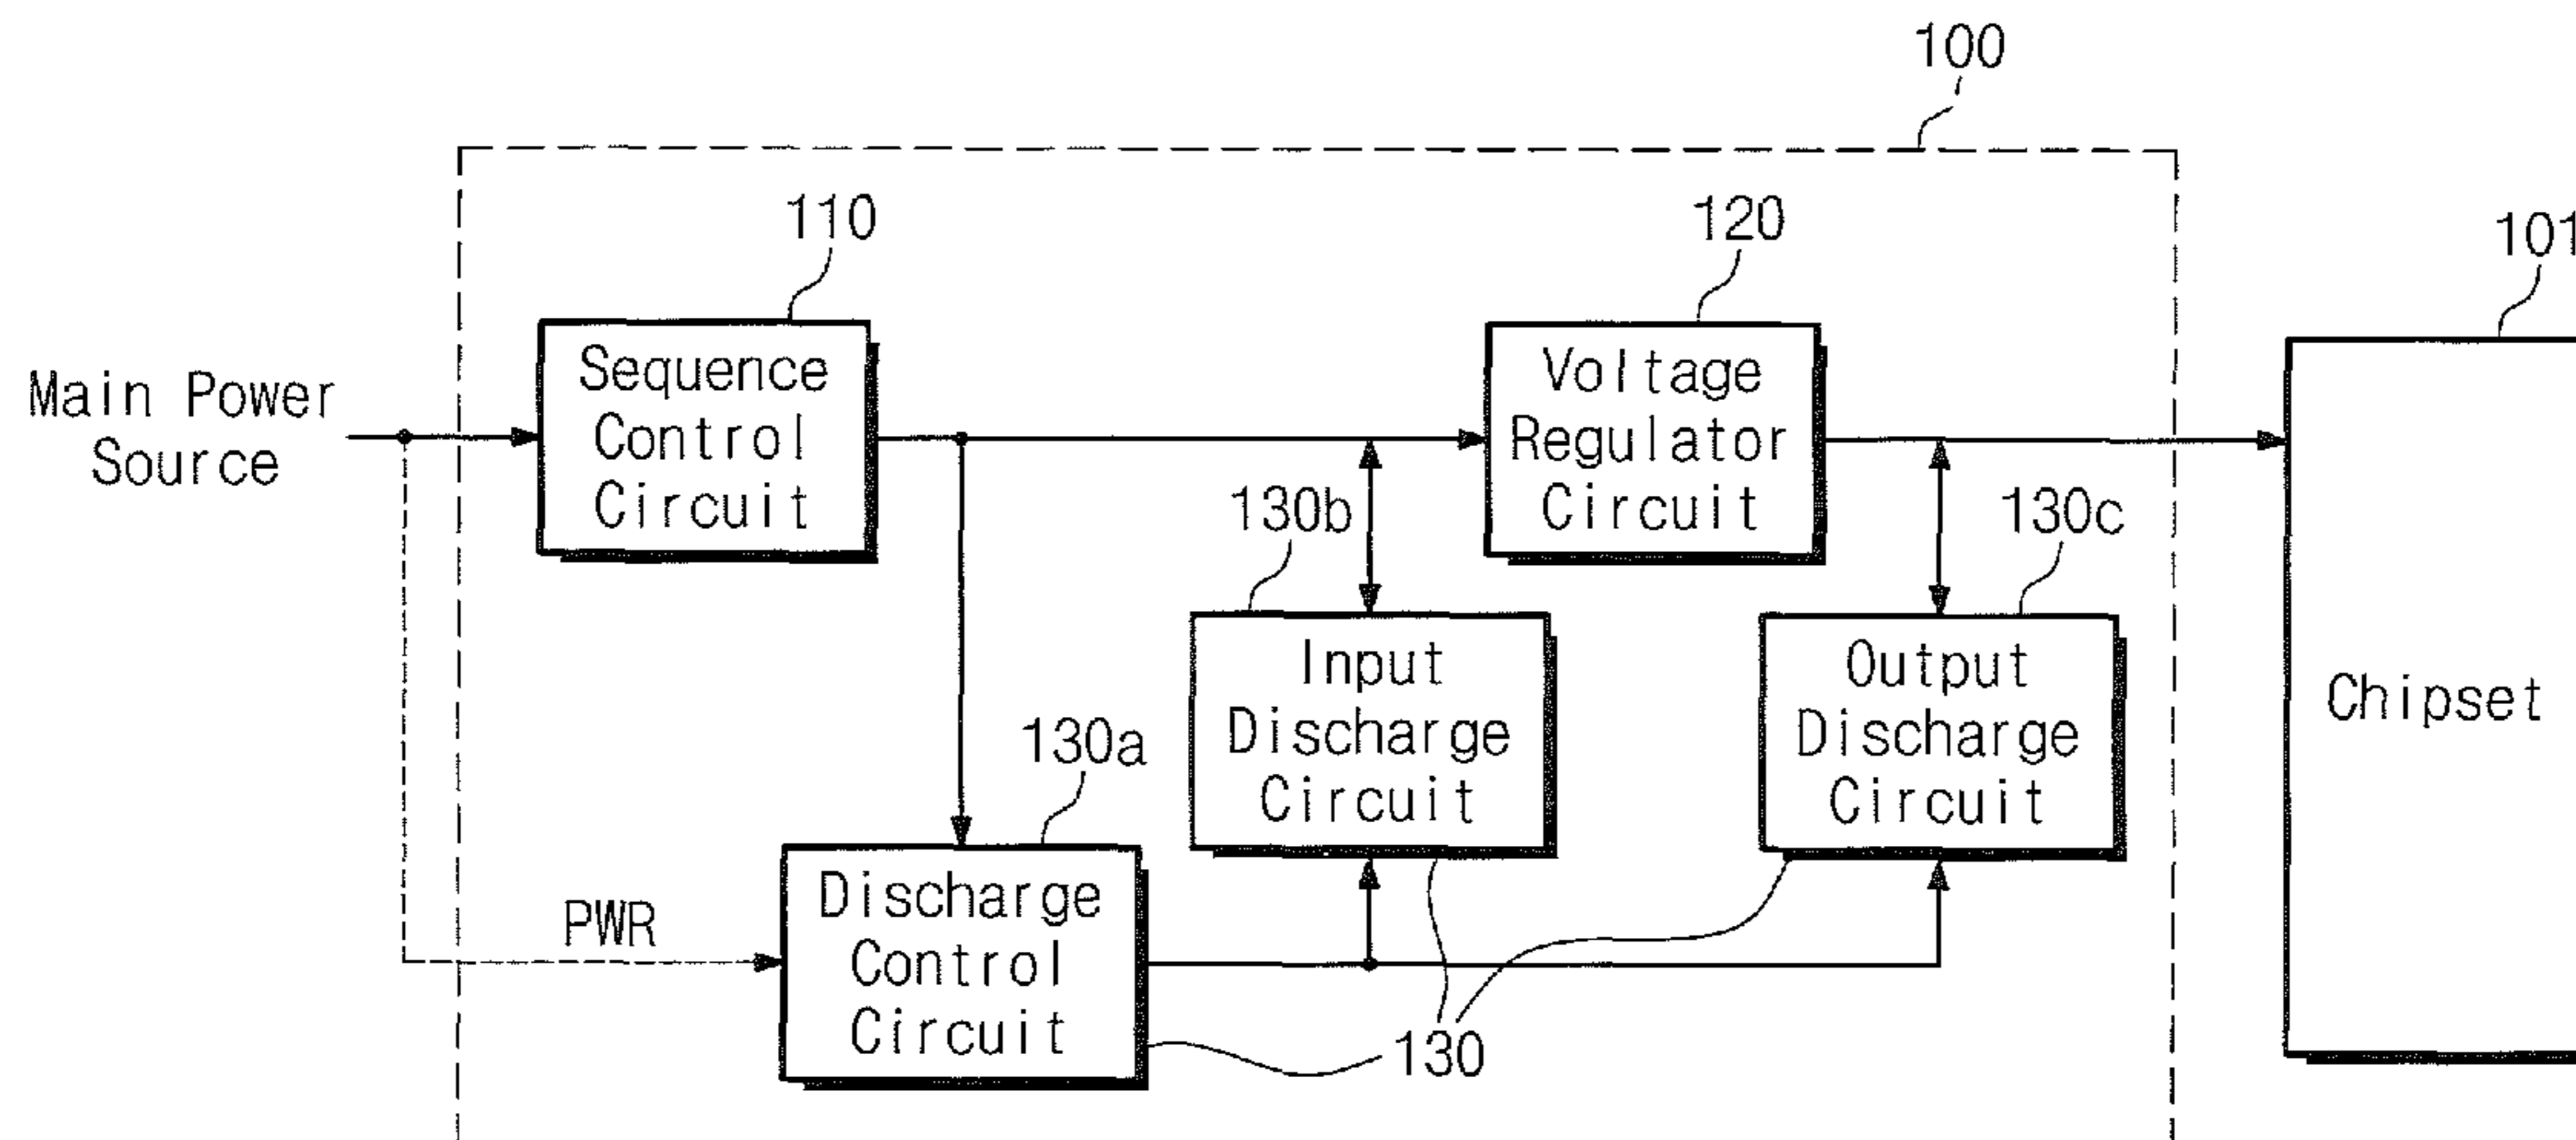 100
110
120
101
Main Power
Source
Sequence
Control
Circuit
Voltage
Regulator
Circuit
130b
130c
Input
Discharge
Circuit
Output
Discharge
Circuit
Chipset
130a
PWR
Discharge
Control
Circuit
130